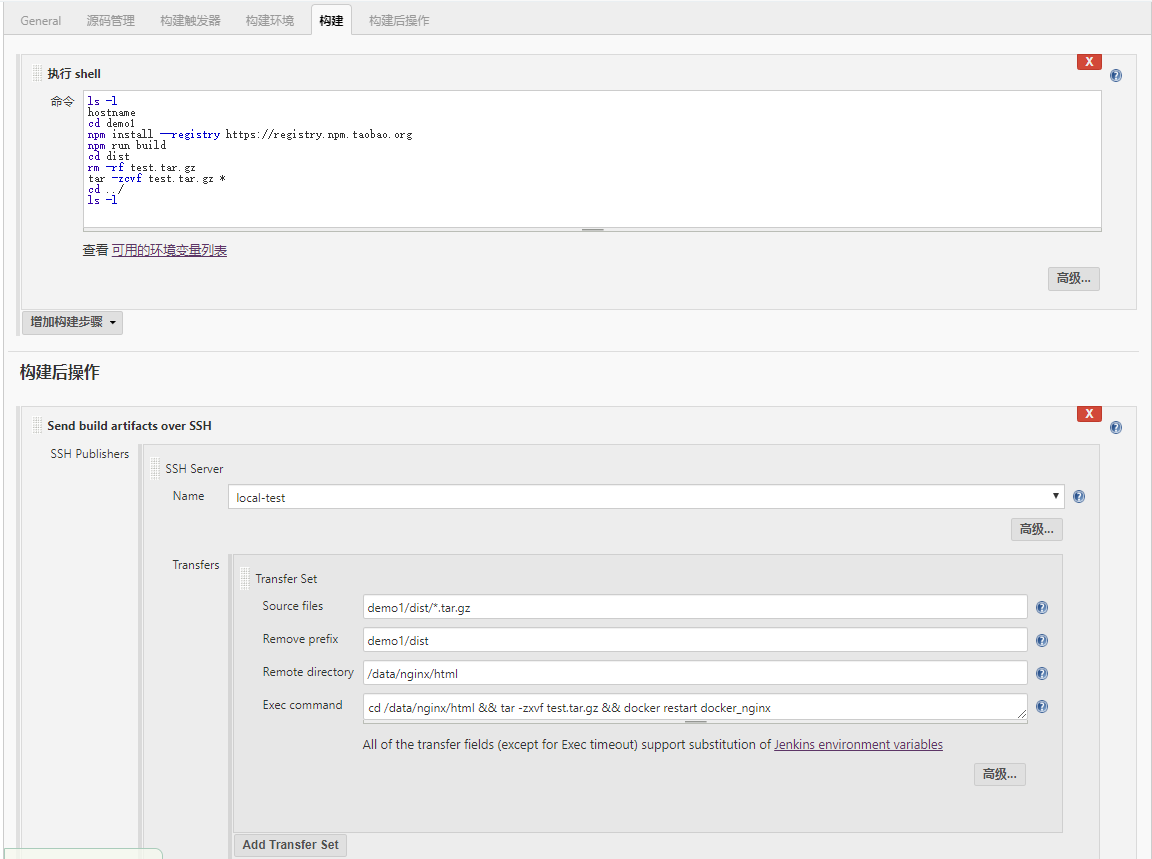 General 源码管理 构建触发器 构建环境 构建 构建后操作
X
执行 shell
命令
ls -l
hostname
cd demo1
npm install --registry https://registry.npm.taobao.org
npm run build
cd dist
rm -rf test.tar.gz
tar -zcvf test.tar.gz *
cd ../
ls -l
查看 可用的环境变量列表
高级...
增加构建步骤
构建后操作
X
Send build artifacts over SSH
SSH Publishers
SSH Server
Name local-test
高级...
Transfers
Transfer Set
Source files demo1/dist/*.tar.gz
Remove prefix demo1/dist
Remote directory /data/nginx/html
Exec command cd /data/nginx/html && tar -zxvf test.tar.gz && docker restart docker_nginx
All of the transfer fields (except for Exec timeout) support substitution of Jenkins environment variables
高级...
Add Transfer Set